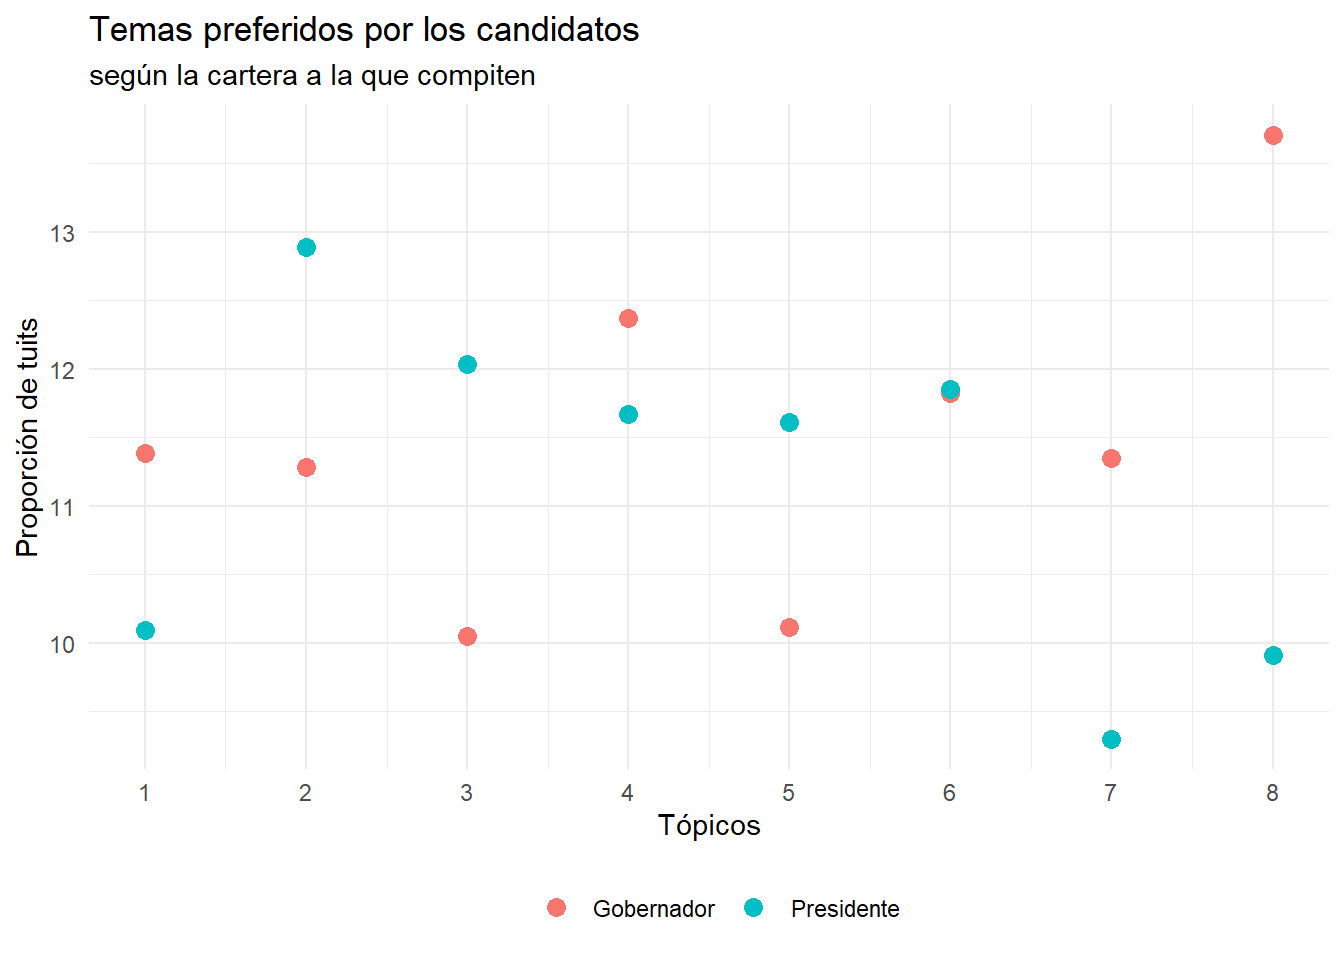 Temas preferidos por los candidatos
según la cartera a la que compiten
Proporción de tuits
13
12
11
10
1 2 3 4 5 6 7 8
Tópicos
Gobernador Presidente